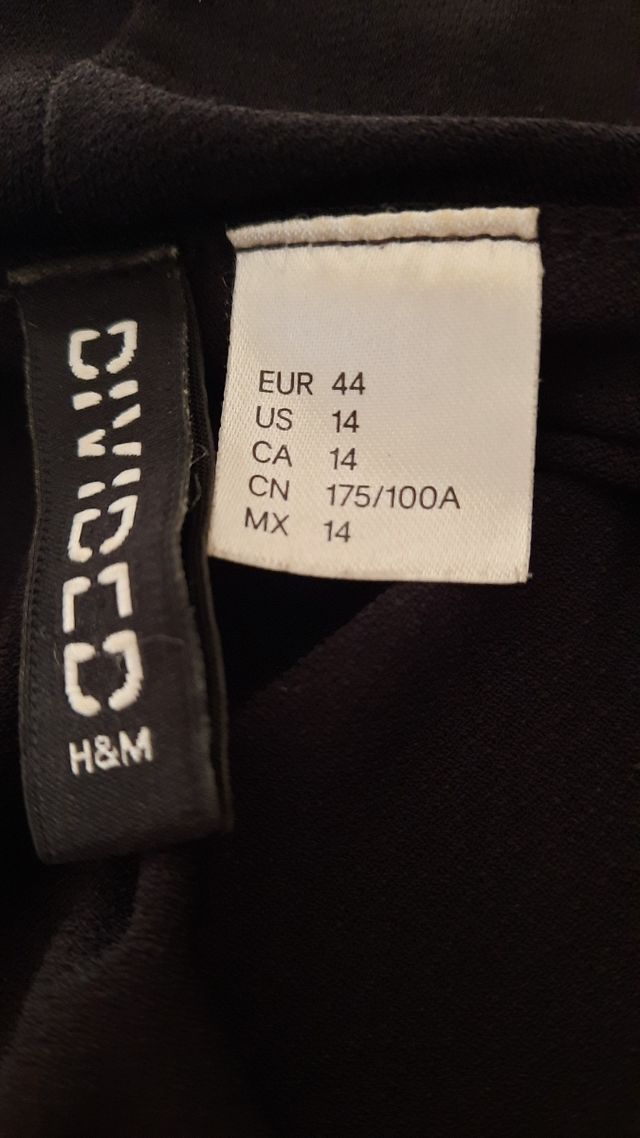 DIVIDED
H&M
EUR 44
US 14
CA 14
CN 175/100A
MX 14